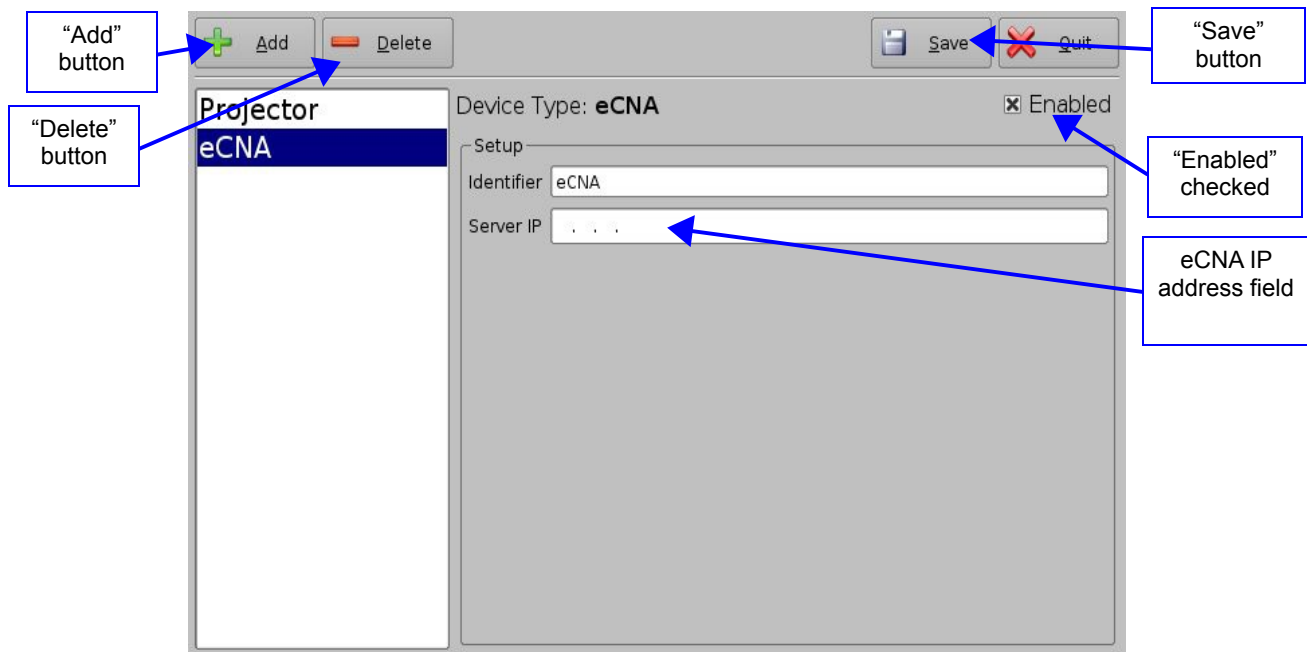 “Add”
button
Add
Delete
Save
Quit
“Save”
button
“Delete”
button
Projector
eCNA
Device Type: eCNA
Enabled
Setup
Identifier eCNA
Server IP . . .
“Enabled”
checked
eCNA IP
address field